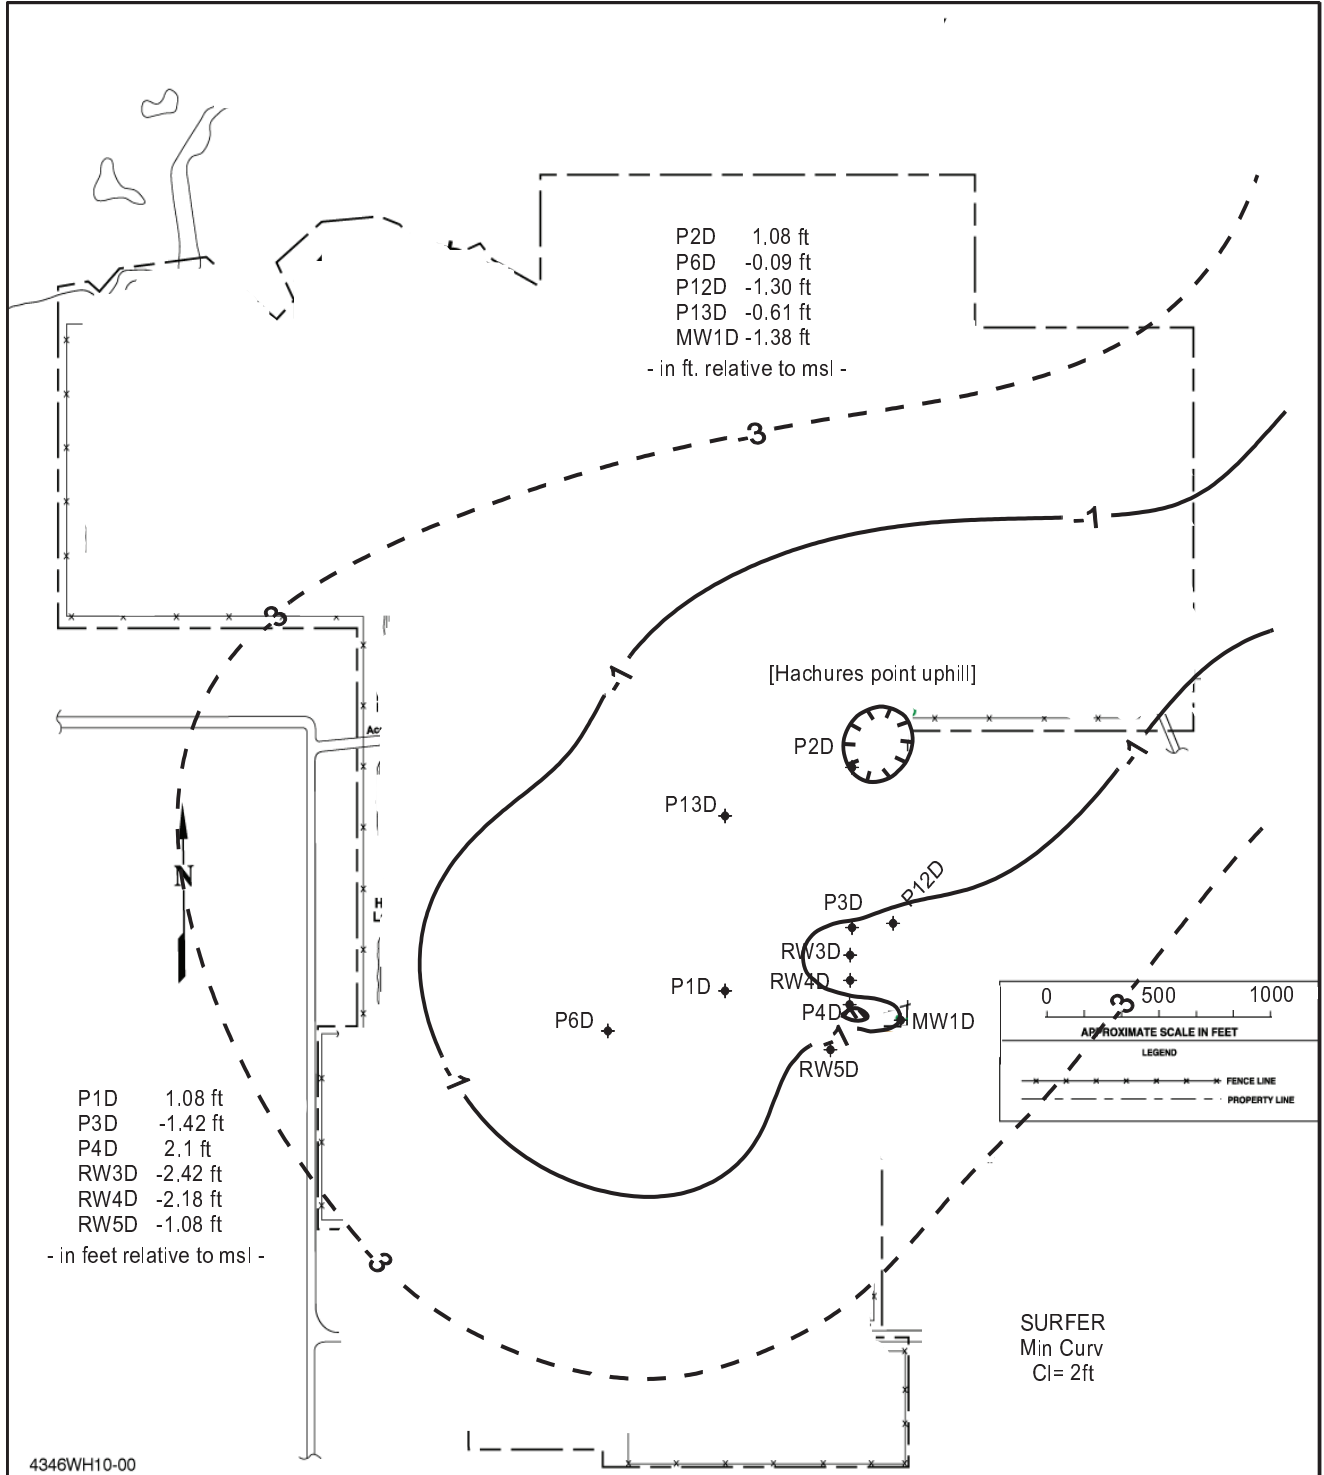 P2D 1.08 ft
P6D -0.09 ft
P12D -1.30 ft
P13D -0.61 ft
MW1D -1.38 ft
- in ft. relative to msl -
-3
-1
3
-1
[Hachures point uphill]
P2D
-1
Ac
P13D
N
P12D
P3D
H
L
RW3D
RW4D
P1D
P4D
MW1D
P6D
-1
RW5D
0 500 1000
3
APPROXIMATE SCALE IN FEET
LEGEND
FENCE LINE
PROPERTY LINE
-1
P1D 1.08 ft
P3D -1.42 ft
P4D 2.1 ft
RW3D -2.42 ft
RW4D -2.18 ft
RW5D -1.08 ft
- in feet relative to msl -
3
SURFER
Min Curv
CI= 2ft
4346WH10-00